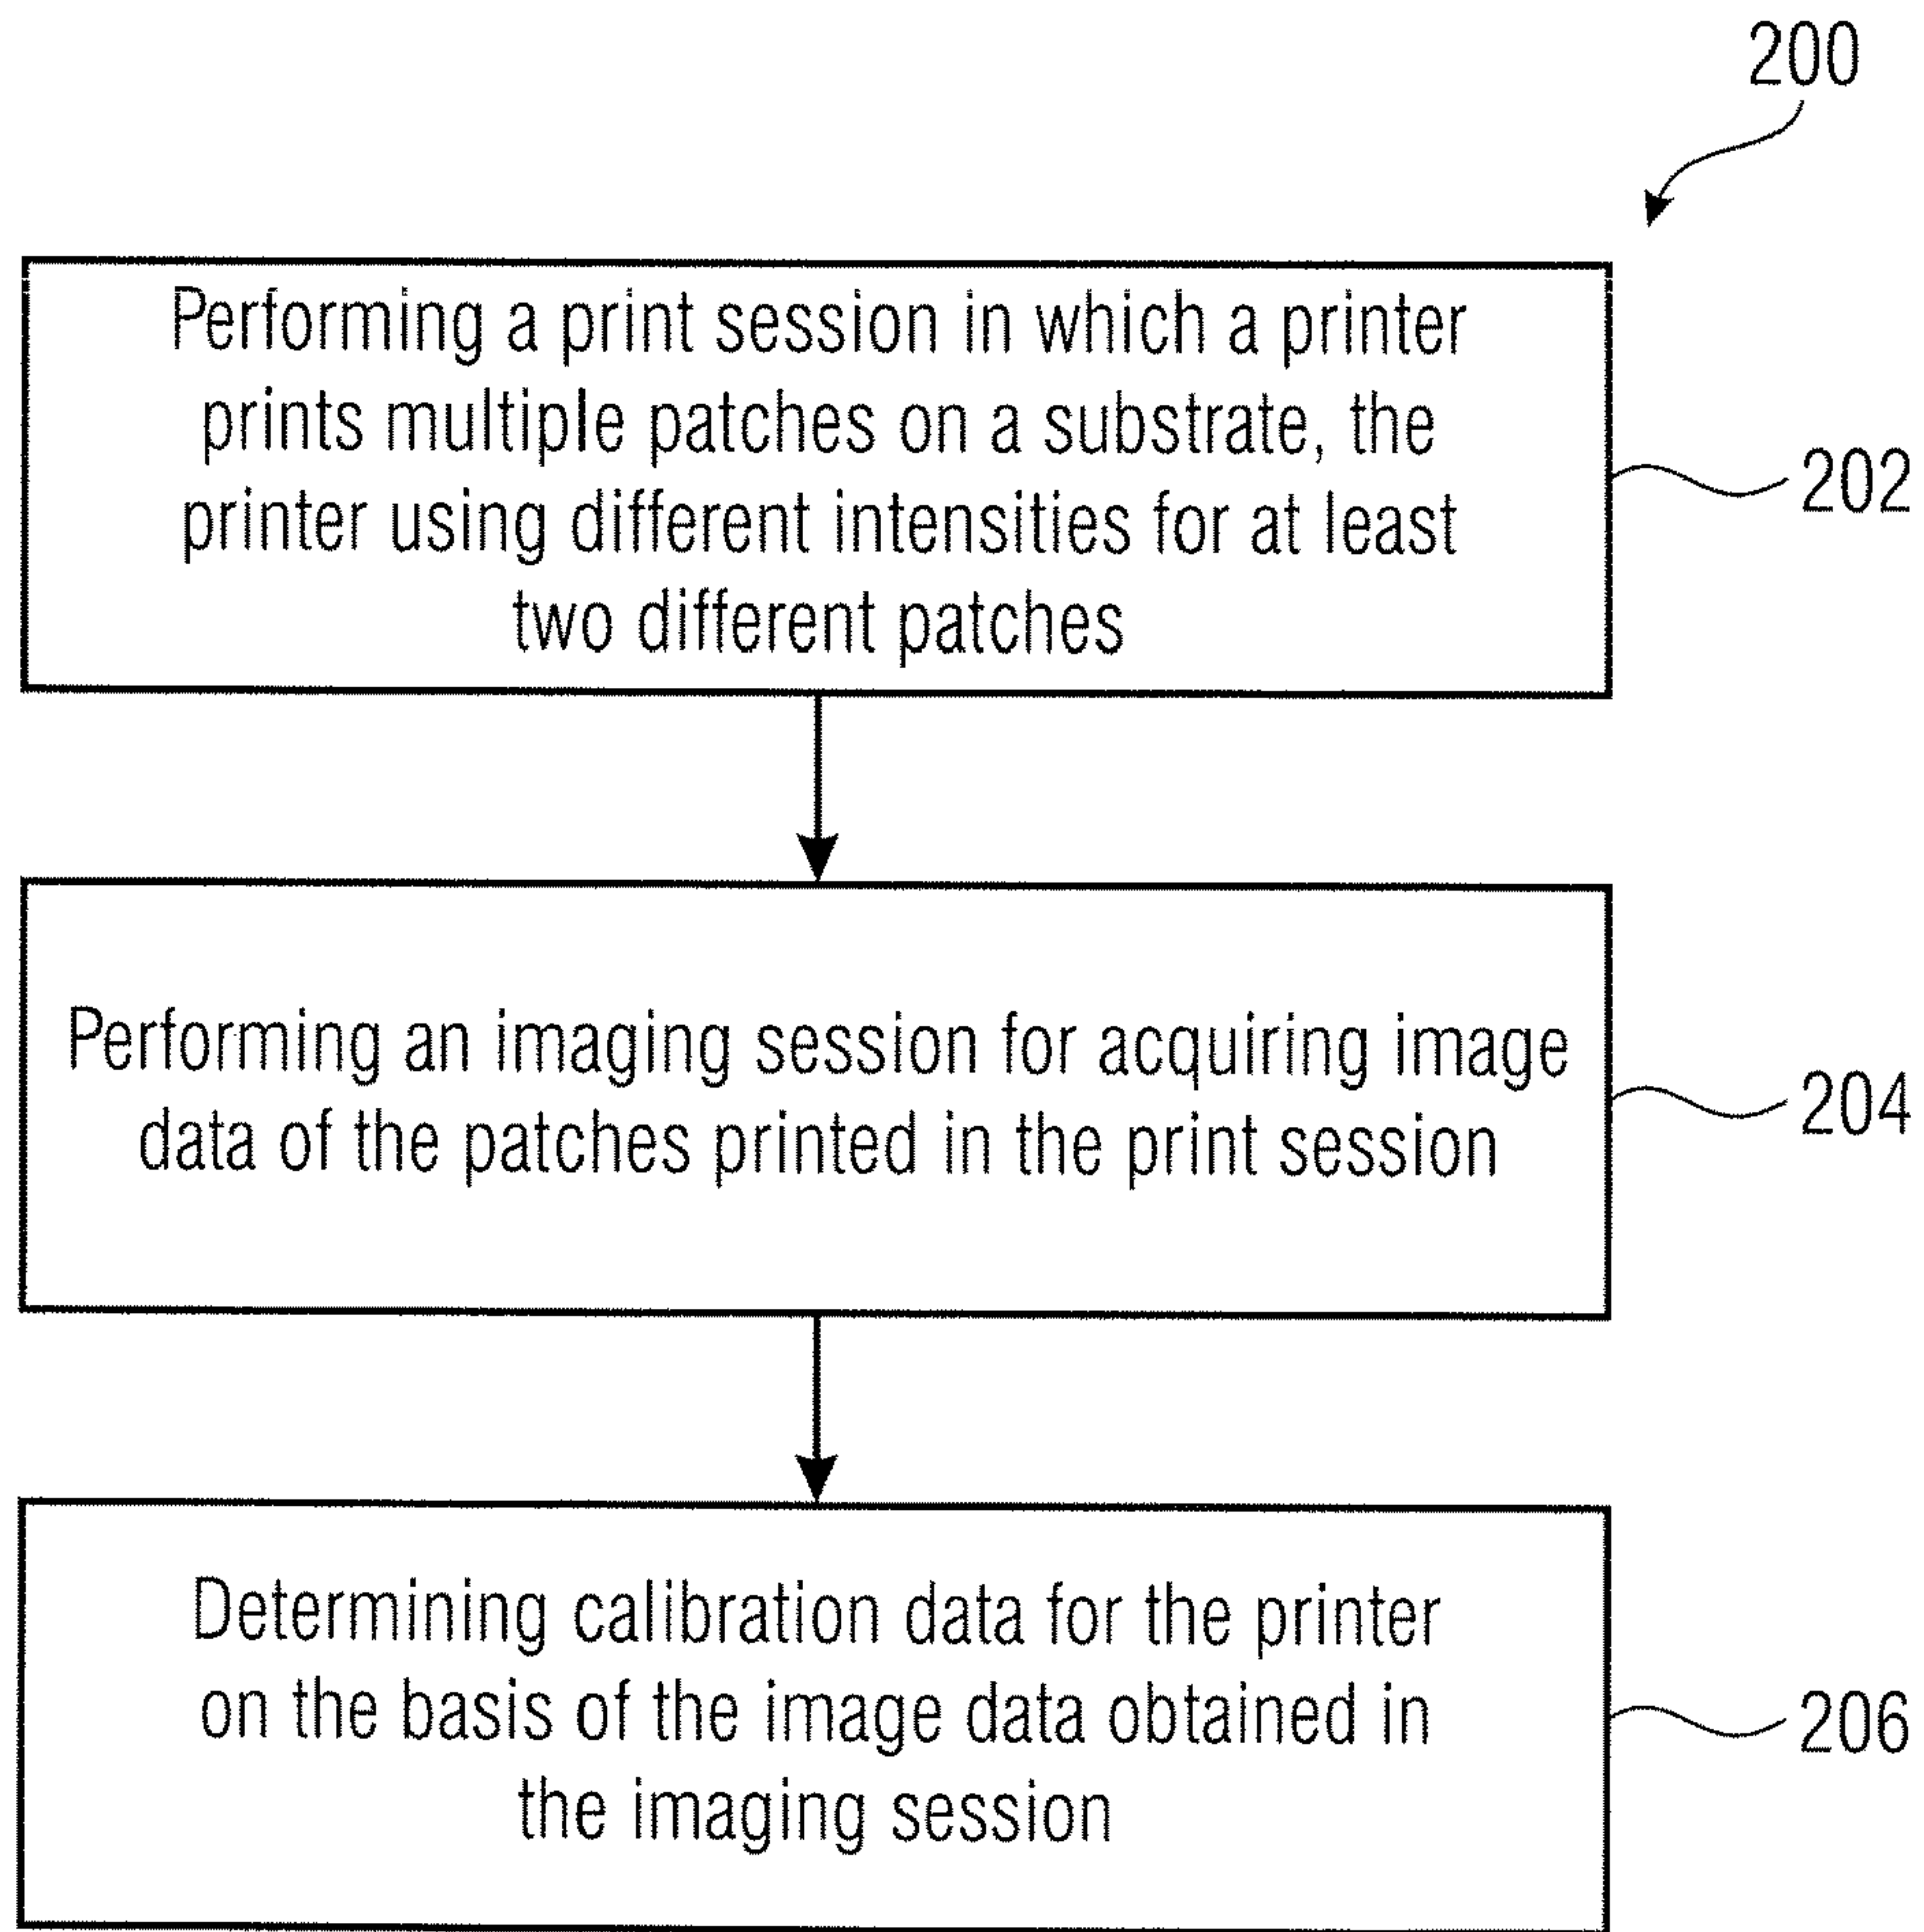 200
Performing a print session in which a printer
prints multiple patches on a substrate, the
printer using different intensities for at least
two different patches
202
Performing an imaging session for acquiring image
data of the patches printed in the print session
204
Determining calibration data for the printer
on the basis of the image data obtained in
the imaging session
206